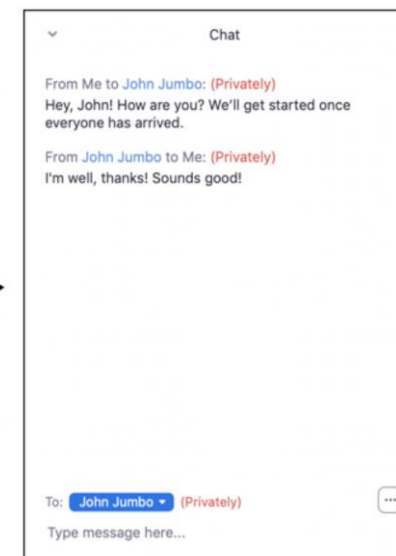 Chat
From Me to John Jumbo: (Privately)
Hey, John! How are you? We'll get started once
everyone has arrived.
From John Jumbo to Me: (Privately)
I'm well, thanks! Sounds good!
To: John Jumbo (Privately)
Type message here...